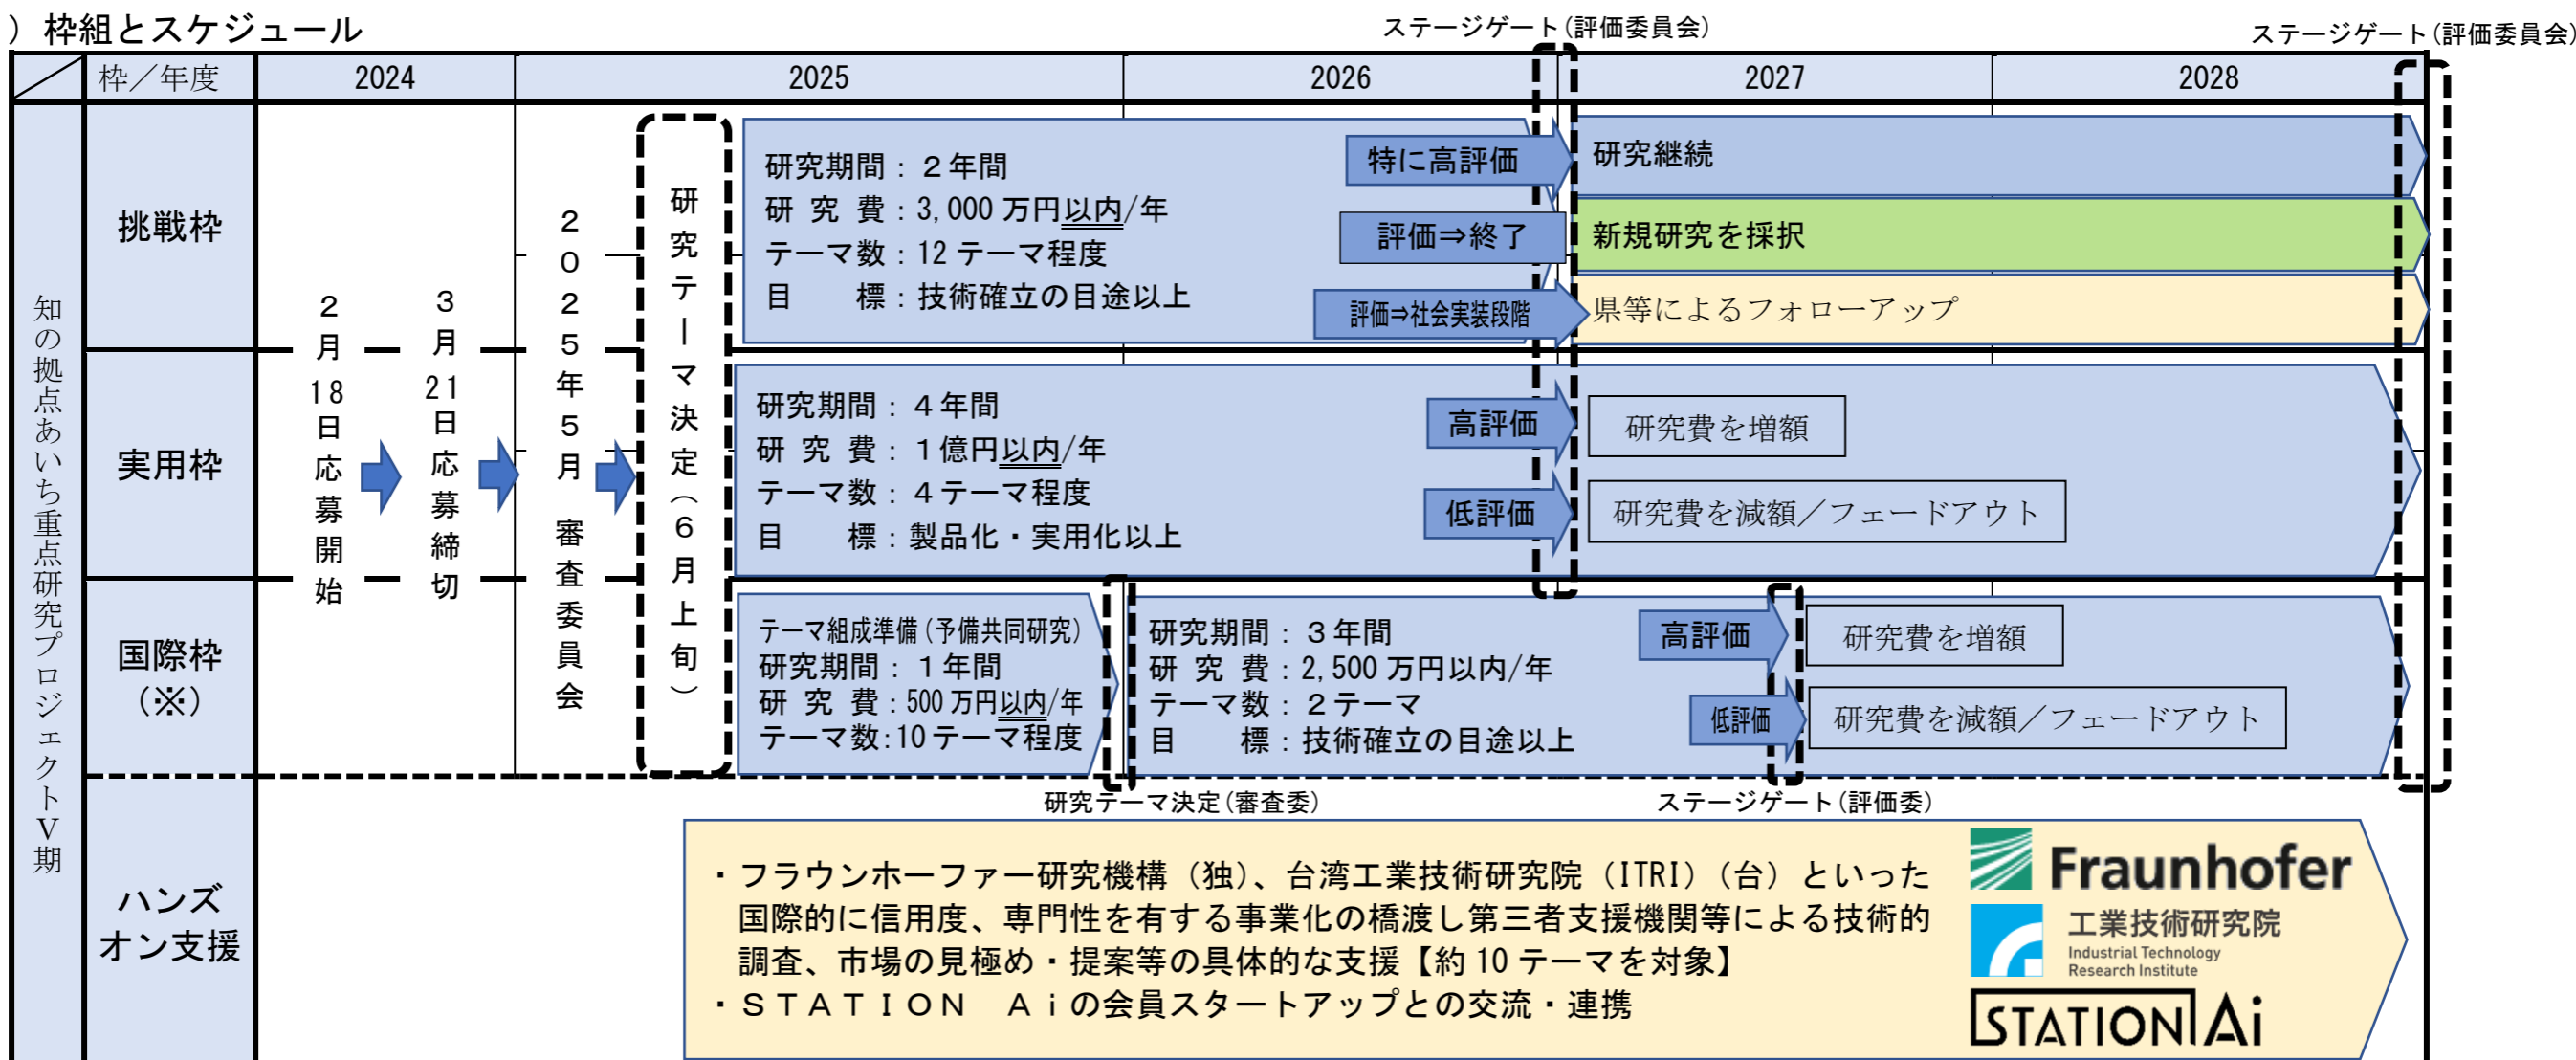 ）枠組とスケジュール
ステージゲート(評価委員会)
ステージゲート(評価委員会)
枠／年度
2024
2025
2026
2027
2028
知の拠点あいち重点研究プロジェクトⅤ期
挑戦枠
実用枠
国際枠
（※）
ハンズ
オン支援
２月18日応募開始
３月21日応募締切
２０２５年５月 審査委員会
研究テーマ決定（６月上旬）
研究期間：２年間
研究費：3,000万円以内/年
テーマ数：12テーマ程度
目　　標：技術確立の目途以上
特に高評価
評価⇒終了
評価⇒社会実装段階
研究継続
新規研究を採択
県等によるフォローアップ
研究期間：４年間
研究費：１億円以内/年
テーマ数：４テーマ程度
目　　標：製品化・実用化以上
高評価
低評価
研究費を増額
研究費を減額／フェードアウト
テーマ組成準備(予備共同研究)
研究期間：１年間
研究費：500万円以内/年
テーマ数:10テーマ程度
研究期間：３年間
研究費：2,500万円以内/年
テーマ数：２テーマ
目　　標：技術確立の目途以上
高評価
低評価
研究費を増額
研究費を減額／フェードアウト
研究テーマ決定(審査委)
ステージゲート(評価委)
・フラウンホーファー研究機構（独）、台湾工業技術研究院（ITRI）（台）といった
国際的に信用度、専門性を有する事業化の橋渡し第三者支援機関等による技術的
調査、市場の見極め・提案等の具体的な支援【約10テーマを対象】
・ＳＴＡＴＩＯＮ　Ａｉの会員スタートアップとの交流・連携
Fraunhofer
工業技術研究院
Industrial Technology
Research Institute
STATION Ai